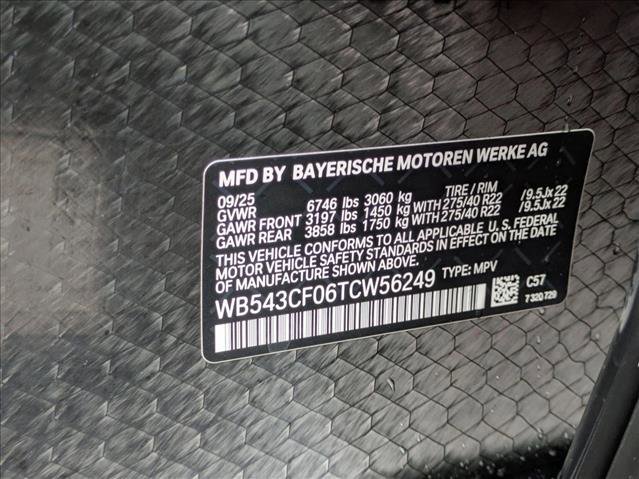 MFD BY BAYERISCHE MOTOREN WERKE AG
09/25 TIRE / RIM
GVWR 6746 lbs 3060 kg
GAWR FRONT 3197 lbs 1450 kg WITH 275/40 R22 /9.5Jx22
GAWR REAR 3858 lbs 1750 kg WITH 275/40 R22 /9.5Jx22
THIS VEHICLE CONFORMS TO ALL APPLICABLE U. S. FEDERAL
MOTOR VEHICLE SAFETY STANDARDS IN EFFECT ON THE DATE
OF MANUFACTURE SHOWN ABOVE.
WB543CF06TCW56249 TYPE: MPV
C57
7320729